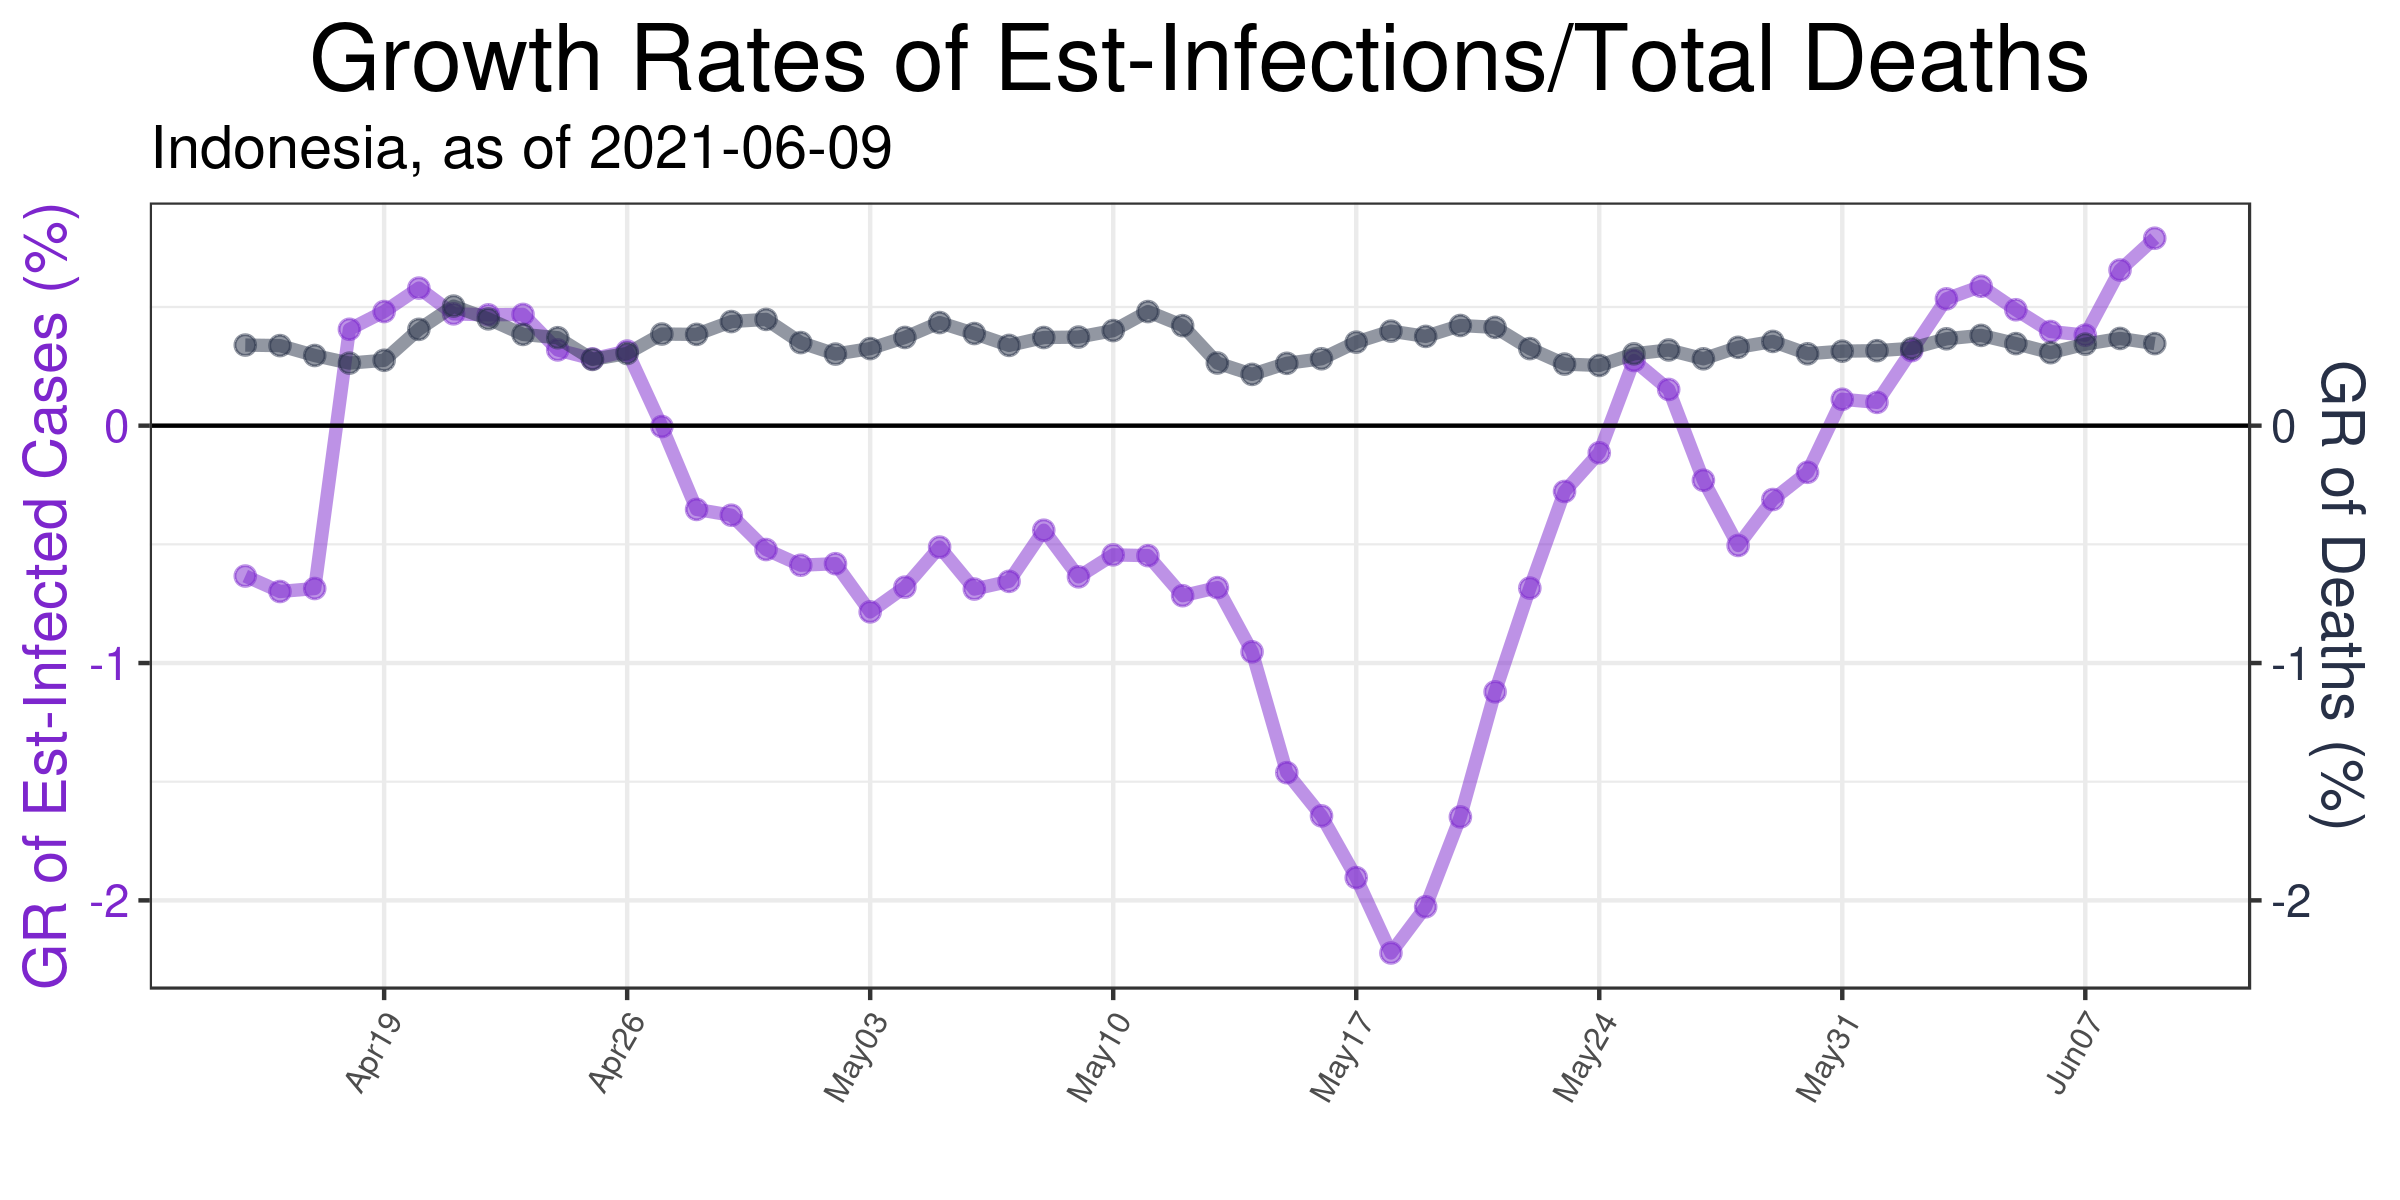 Growth Rates of Est-Infections/Total Deaths
Indonesia, as of 2021-06-09
GR of Est-Infected Cases (%)
0
-1
-2
0
-1
-2
GR of Deaths (%)
Apr19
Apr26
May03
May10
May17
May24
May31
Jun07